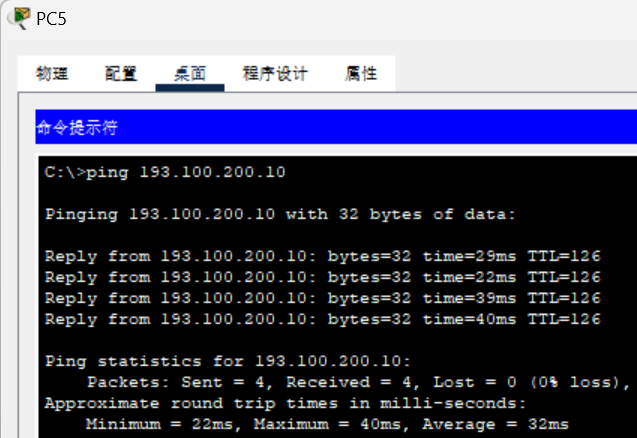 PC5
物理 配置 桌面 程序设计 属性
命令提示符
C:\>ping 193.100.200.10
Pinging 193.100.200.10 with 32 bytes of data:
Reply from 193.100.200.10: bytes=32 time=29ms TTL=126
Reply from 193.100.200.10: bytes=32 time=22ms TTL=126
Reply from 193.100.200.10: bytes=32 time=39ms TTL=126
Reply from 193.100.200.10: bytes=32 time=40ms TTL=126
Ping statistics for 193.100.200.10:
Packets: Sent = 4, Received = 4, Lost = 0 (0% loss),
Approximate round trip times in milli-seconds:
Minimum = 22ms, Maximum = 40ms, Average = 32ms